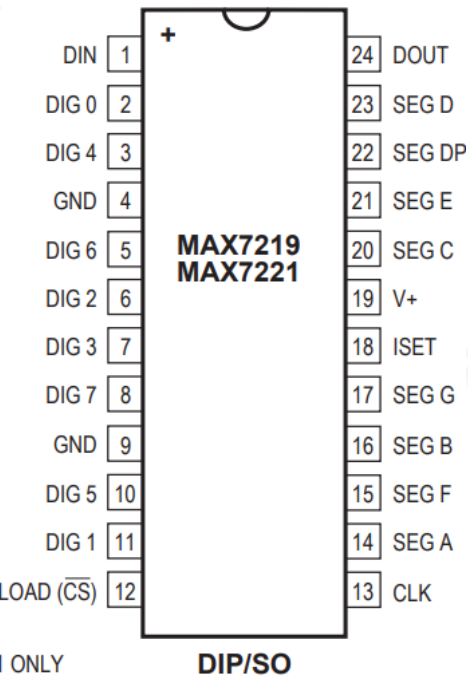 DIN 1 + 24 DOUT
DIG 0 2 23 SEG D
DIG 4 3 22 SEG DP
GND 4 21 SEG E
MAX7219
DIG 6 5 20 SEG C
MAX7221
DIG 2 6 19 V+
DIG 3 7 18 ISET
DIG 7 8 17 SEG G
GND 9 16 SEG B
DIG 5 10 15 SEG F
DIG 1 11 14 SEG A
LOAD (C̅S̅) 12 13 CLK
ONLY DIP/SO